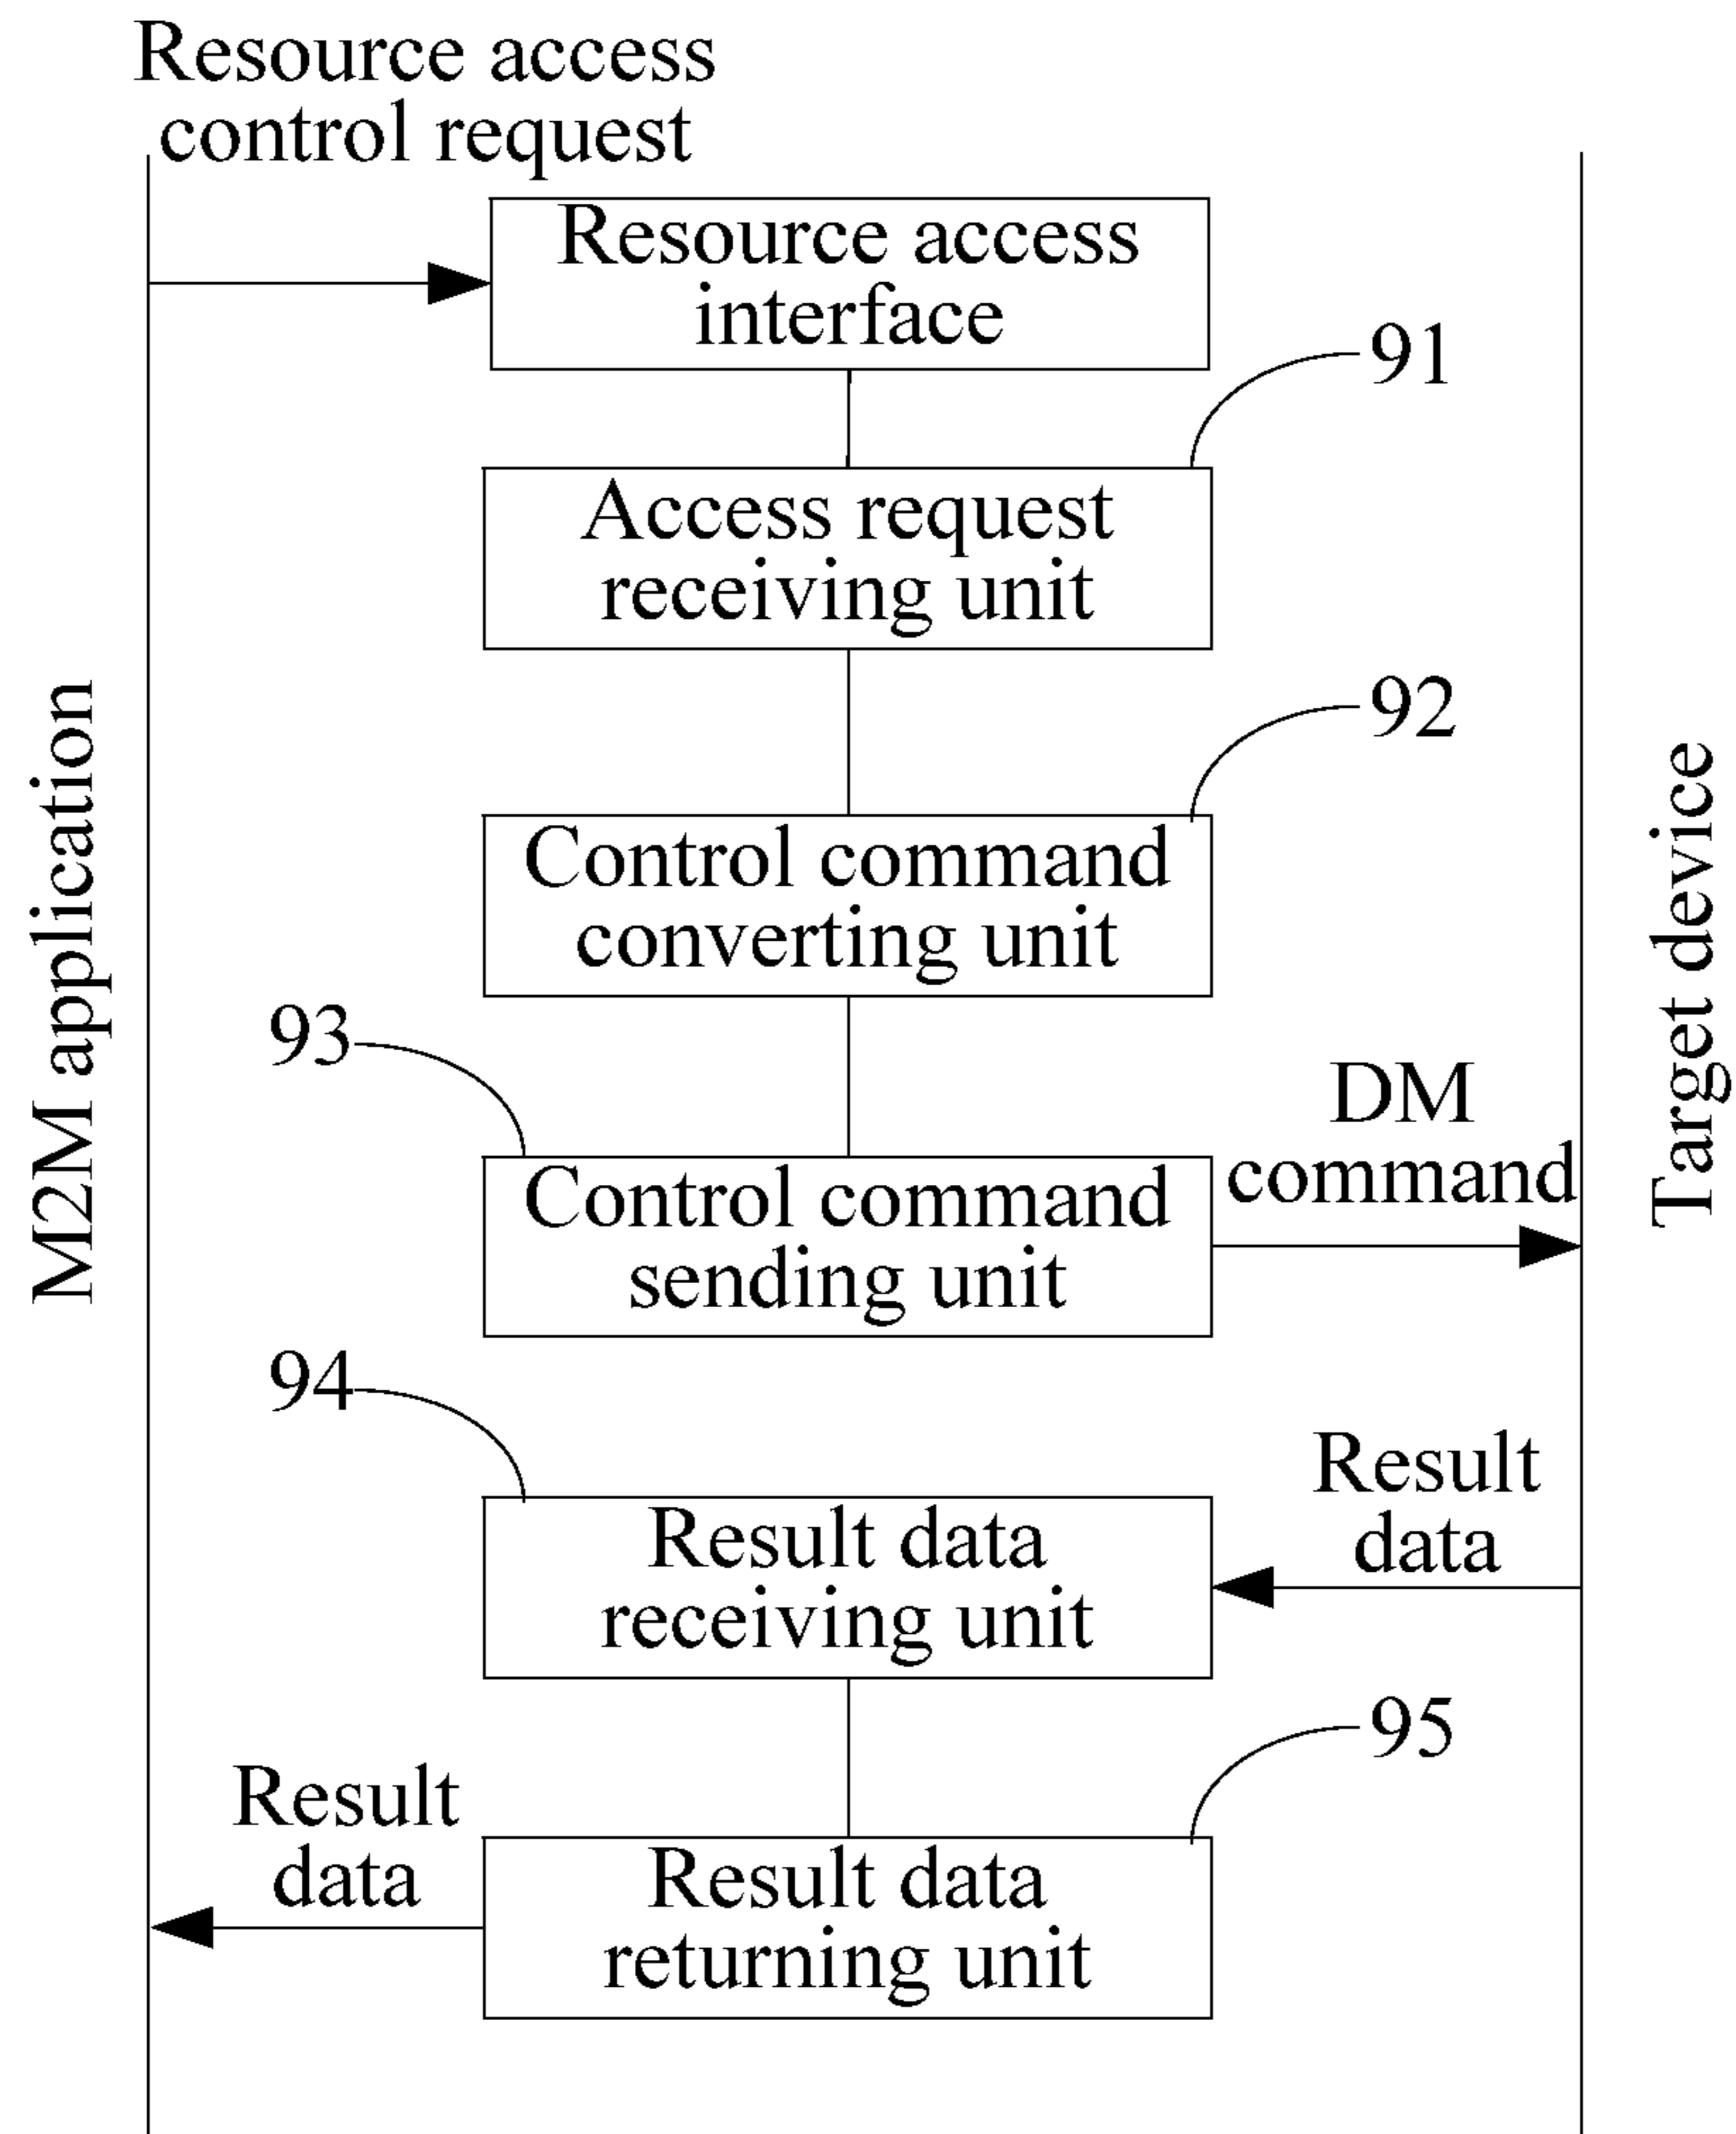 Resource access
control request
Resource access
interface
91
Access request
receiving unit
92
Control command
converting unit
M2M application
Target device
93
DM
command
Control command
sending unit
94
Result
data
Result data
receiving unit
95
Result
data
Result data
returning unit